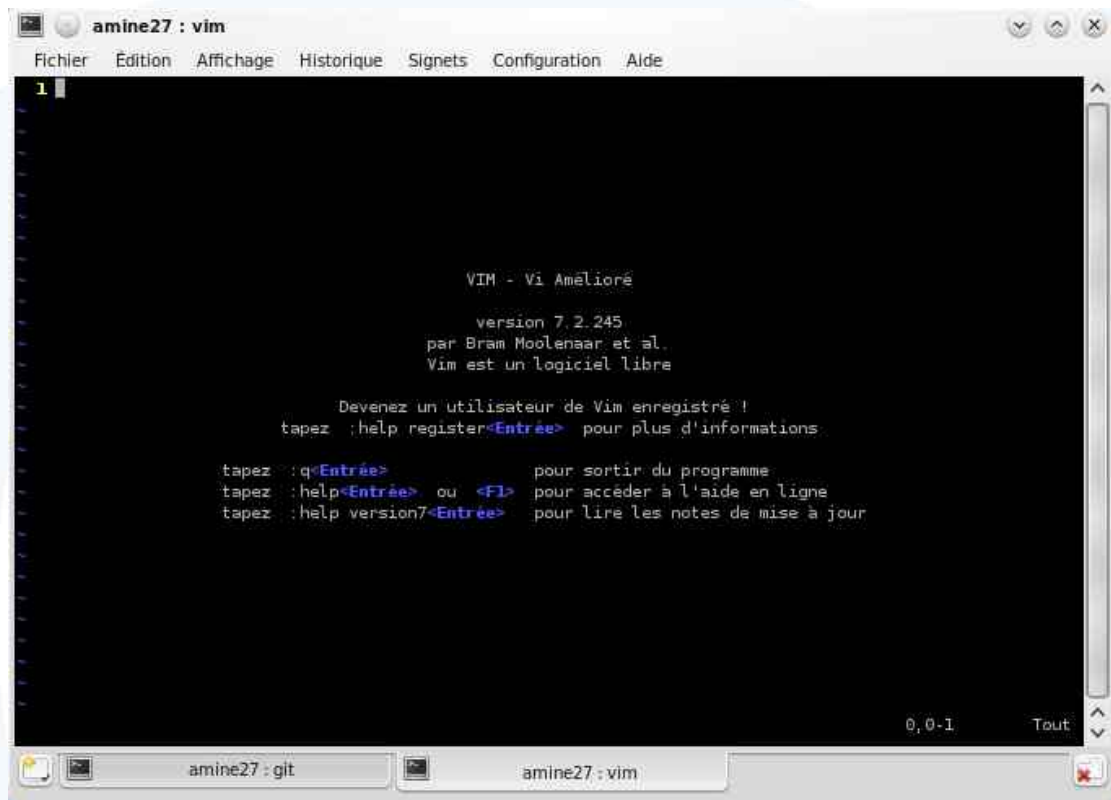 amine27 : vim
Fichier Édition Affichage Historique Signets Configuration Aide
1
~
~
~
~
~
~
~
~
~ VIM - Vi Amélioré
~
~ version 7.2.245
~ par Bram Moolenaar et al.
~ Vim est un logiciel libre
~
~ Devenez un utilisateur de Vim enregistré !
~ tapez :help register<Entrée> pour plus d'informations
~
~ tapez :q<Entrée> pour sortir du programme
~ tapez :help<Entrée> ou <F1> pour accéder à l'aide en ligne
~ tapez :help version7<Entrée> pour lire les notes de mise à jour
~
~
~
~
~
~
~
~
~
0,0-1 Tout
amine27 : git
amine27 : vim